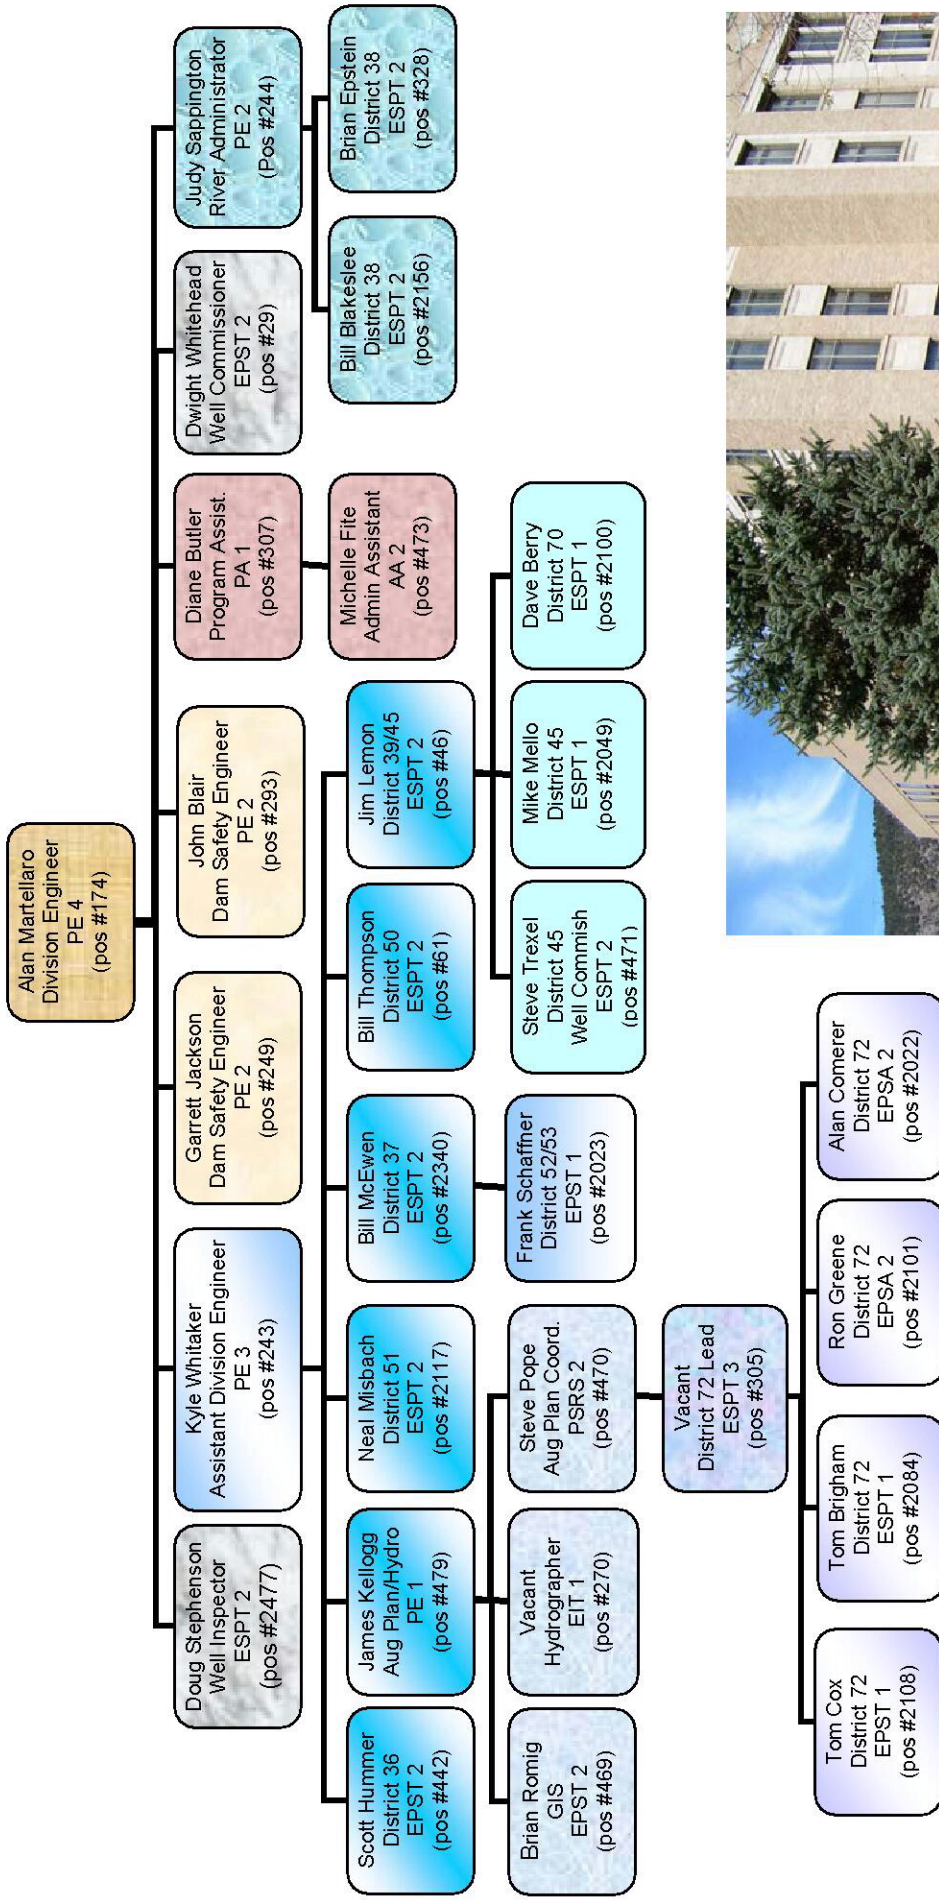 Alan Martellaro
Division Engineer
PE 4
(pos #174)
Doug Stephenson
Well Inspector
ESPT 2
(pos #2477)
Kyle Whitaker
Assistant Division Engineer
PE 3
(pos #243)
Garrett Jackson
Dam Safety Engineer
PE 2
(pos #249)
John Blair
Dam Safety Engineer
PE 2
(pos #293)
Diane Butler
Program Assist.
PA 1
(pos #307)
Dwight Whitehead
Well Commissioner
EPST 2
(pos #29)
Judy Sappington
River Administrator
PE 2
(Pos #244)
Scott Hummer
District 36
EPST 2
(pos #442)
James Kellogg
Aug Plan/Hydro
PE 1
(pos #479)
Neal Misbach
District 51
ESPT 2
(pos #2117)
Bill McEwen
District 37
ESPT 2
(pos #2340)
Bill Thompson
District 50
ESPT 2
(pos #61)
Jim Lemon
District 39/45
ESPT 2
(pos #46)
Michelle Fite
Admin Assistant
AA 2
(pos #473)
Bill Blakeslee
District 38
ESPT 2
(pos #2156)
Brian Epstein
District 38
ESPT 2
(pos #328)
Brian Romig
GIS
EPST 2
(pos #469)
Vacant
Hydrographer
EIT 1
(pos #270)
Steve Pope
Aug Plan Coord.
PSRS 2
(pos #470)
Frank Schaffner
District 52/53
EPST 1
(pos #2023)
Steve Trexel
District 45
Well Commish
EPST 2
(pos #471)
Mike Mello
District 45
ESPT 1
(pos #2049)
Dave Berry
District 70
ESPT 1
(pos #2100)
Vacant
District 72 Lead
ESPT 3
(pos #305)
Tom Cox
District 72
EPST 1
(pos #2108)
Tom Brigham
District 72
ESPT 1
(pos #2084)
Ron Greene
District 72
EPSA 2
(pos #2101)
Alan Comerer
District 72
EPSA 2
(pos #2022)